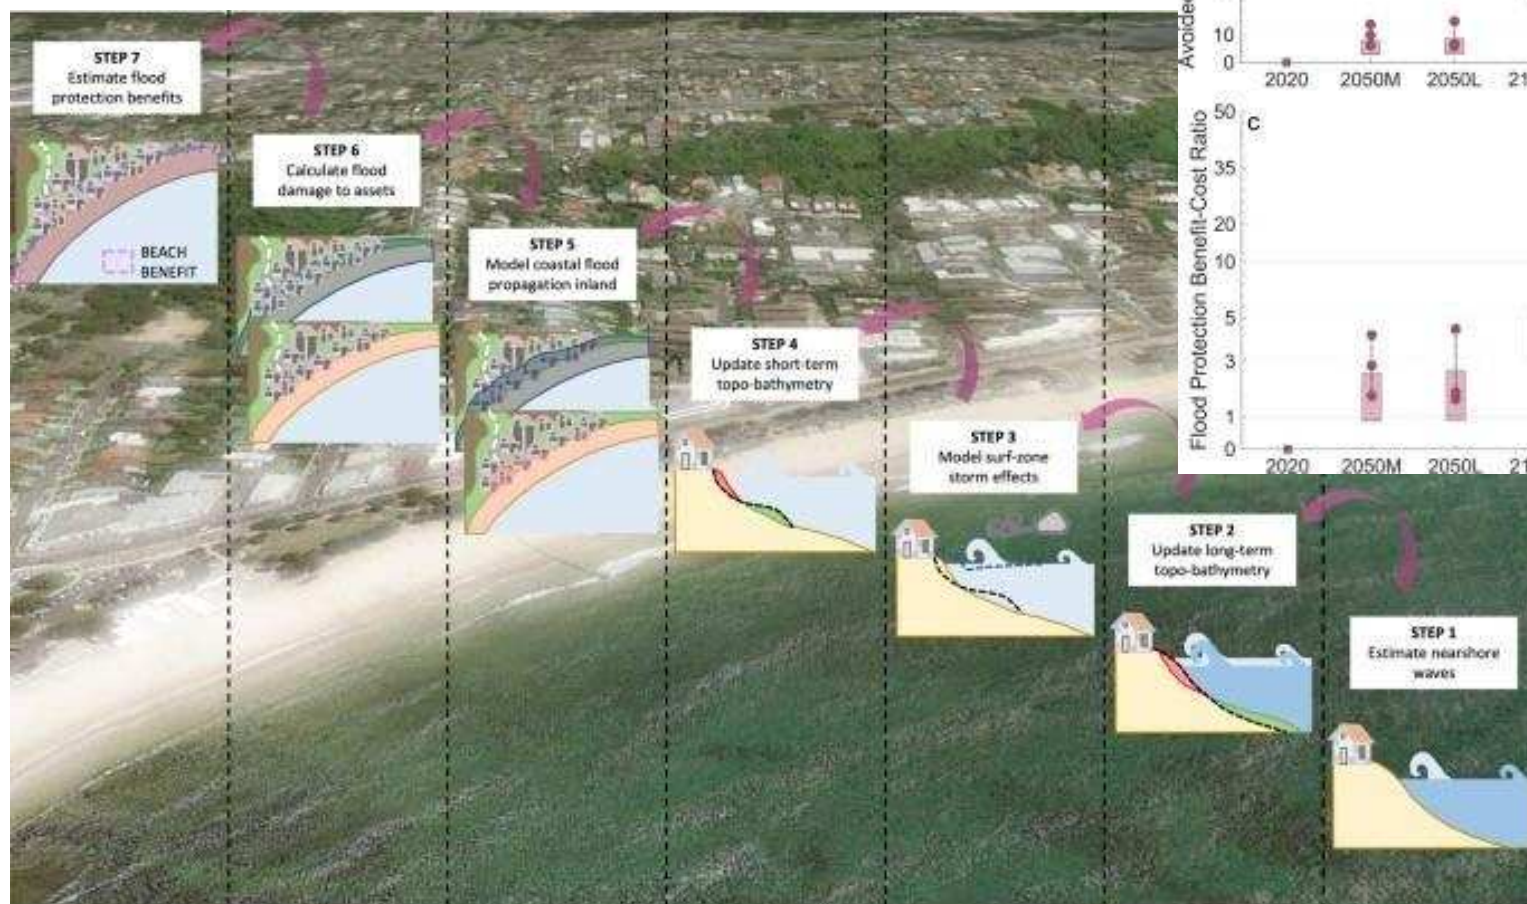 STEP 7
Estimate flood
protection benefits
BEACH
BENEFIT
STEP 6
Calculate flood
damage to assets
STEP 5
Model coastal flood
propagation inland
STEP 4
Update short-term
topo-bathymetry
STEP 3
Model surf-zone
storm effects
STEP 2
Update long-term
topo-bathymetry
STEP 1
Estimate nearshore
waves
10
0
2020 2050M 2050L 21
C
Flood Protection Benefit-Cost Ratio
50
35
20
10
5
3
1
0
2020 2050M 2050L 21